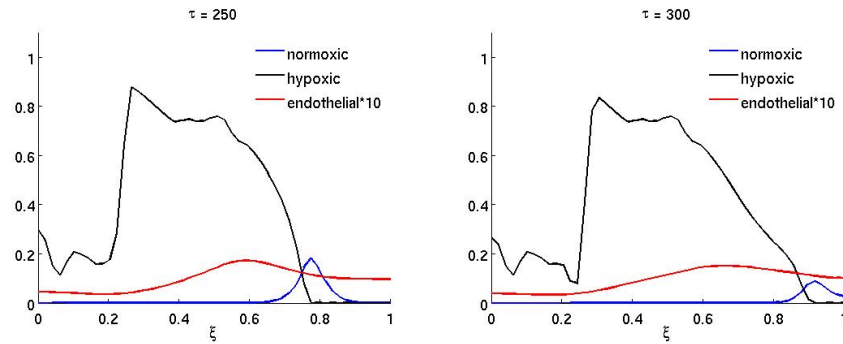 τ = 250
normoxic
hypoxic
endothelial*10
1
0.8
0.6
0.4
0.2
0
0 0.2 0.4 0.6 0.8 1
ξ
τ = 300
normoxic
hypoxic
endothelial*10
1
0.8
0.6
0.4
0.2
0
0 0.2 0.4 0.6 0.8 1
ξ